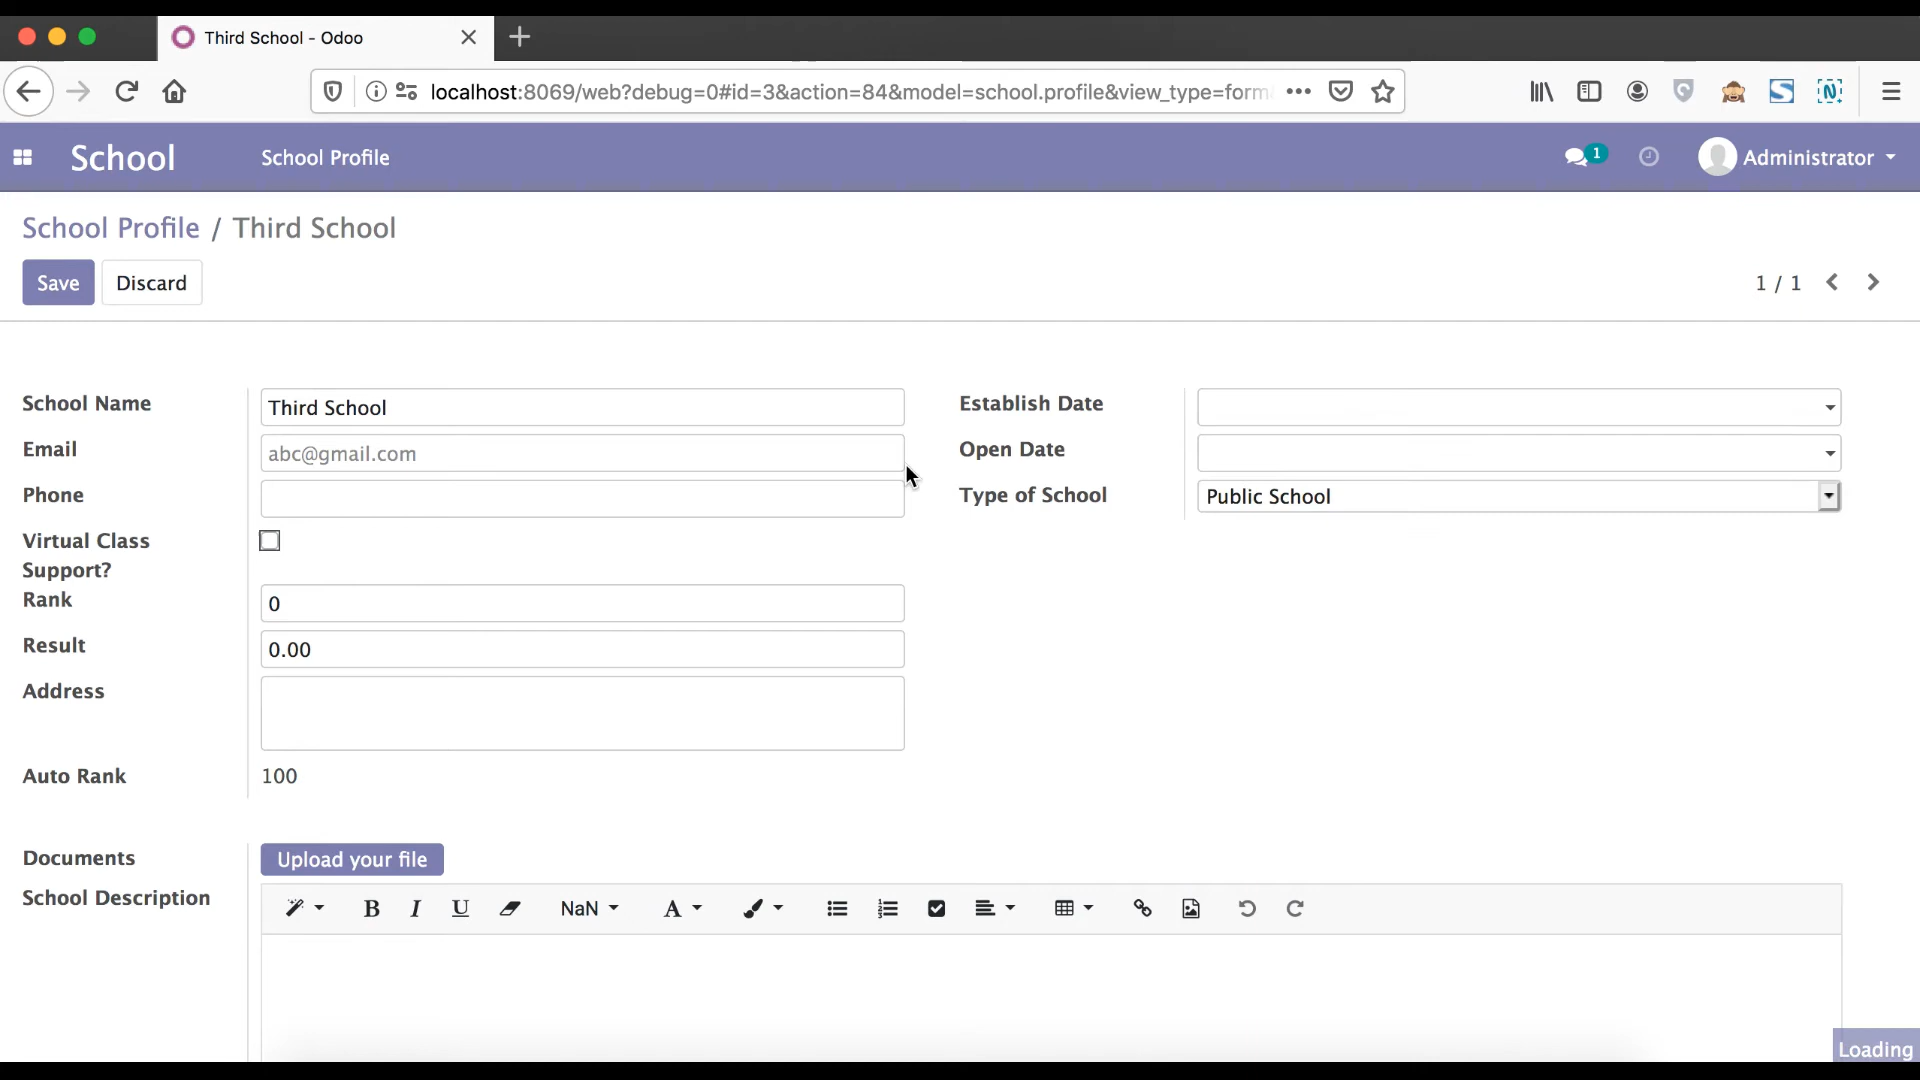 Third School - Odoo
localhost:8069/web?debug=0#id=3&action=84&model=school.profile&view_type=form
School
School Profile
1
Administrator
School Profile / Third School
Save
Discard
1 / 1
School Name
Third School
Establish Date
Email
abc@gmail.com
Open Date
Phone
Type of School
Public School
Virtual Class
Support?
Rank
0
Result
0.00
Address
Auto Rank
100
Documents
Upload your file
School Description
B I U NaN A
Loading